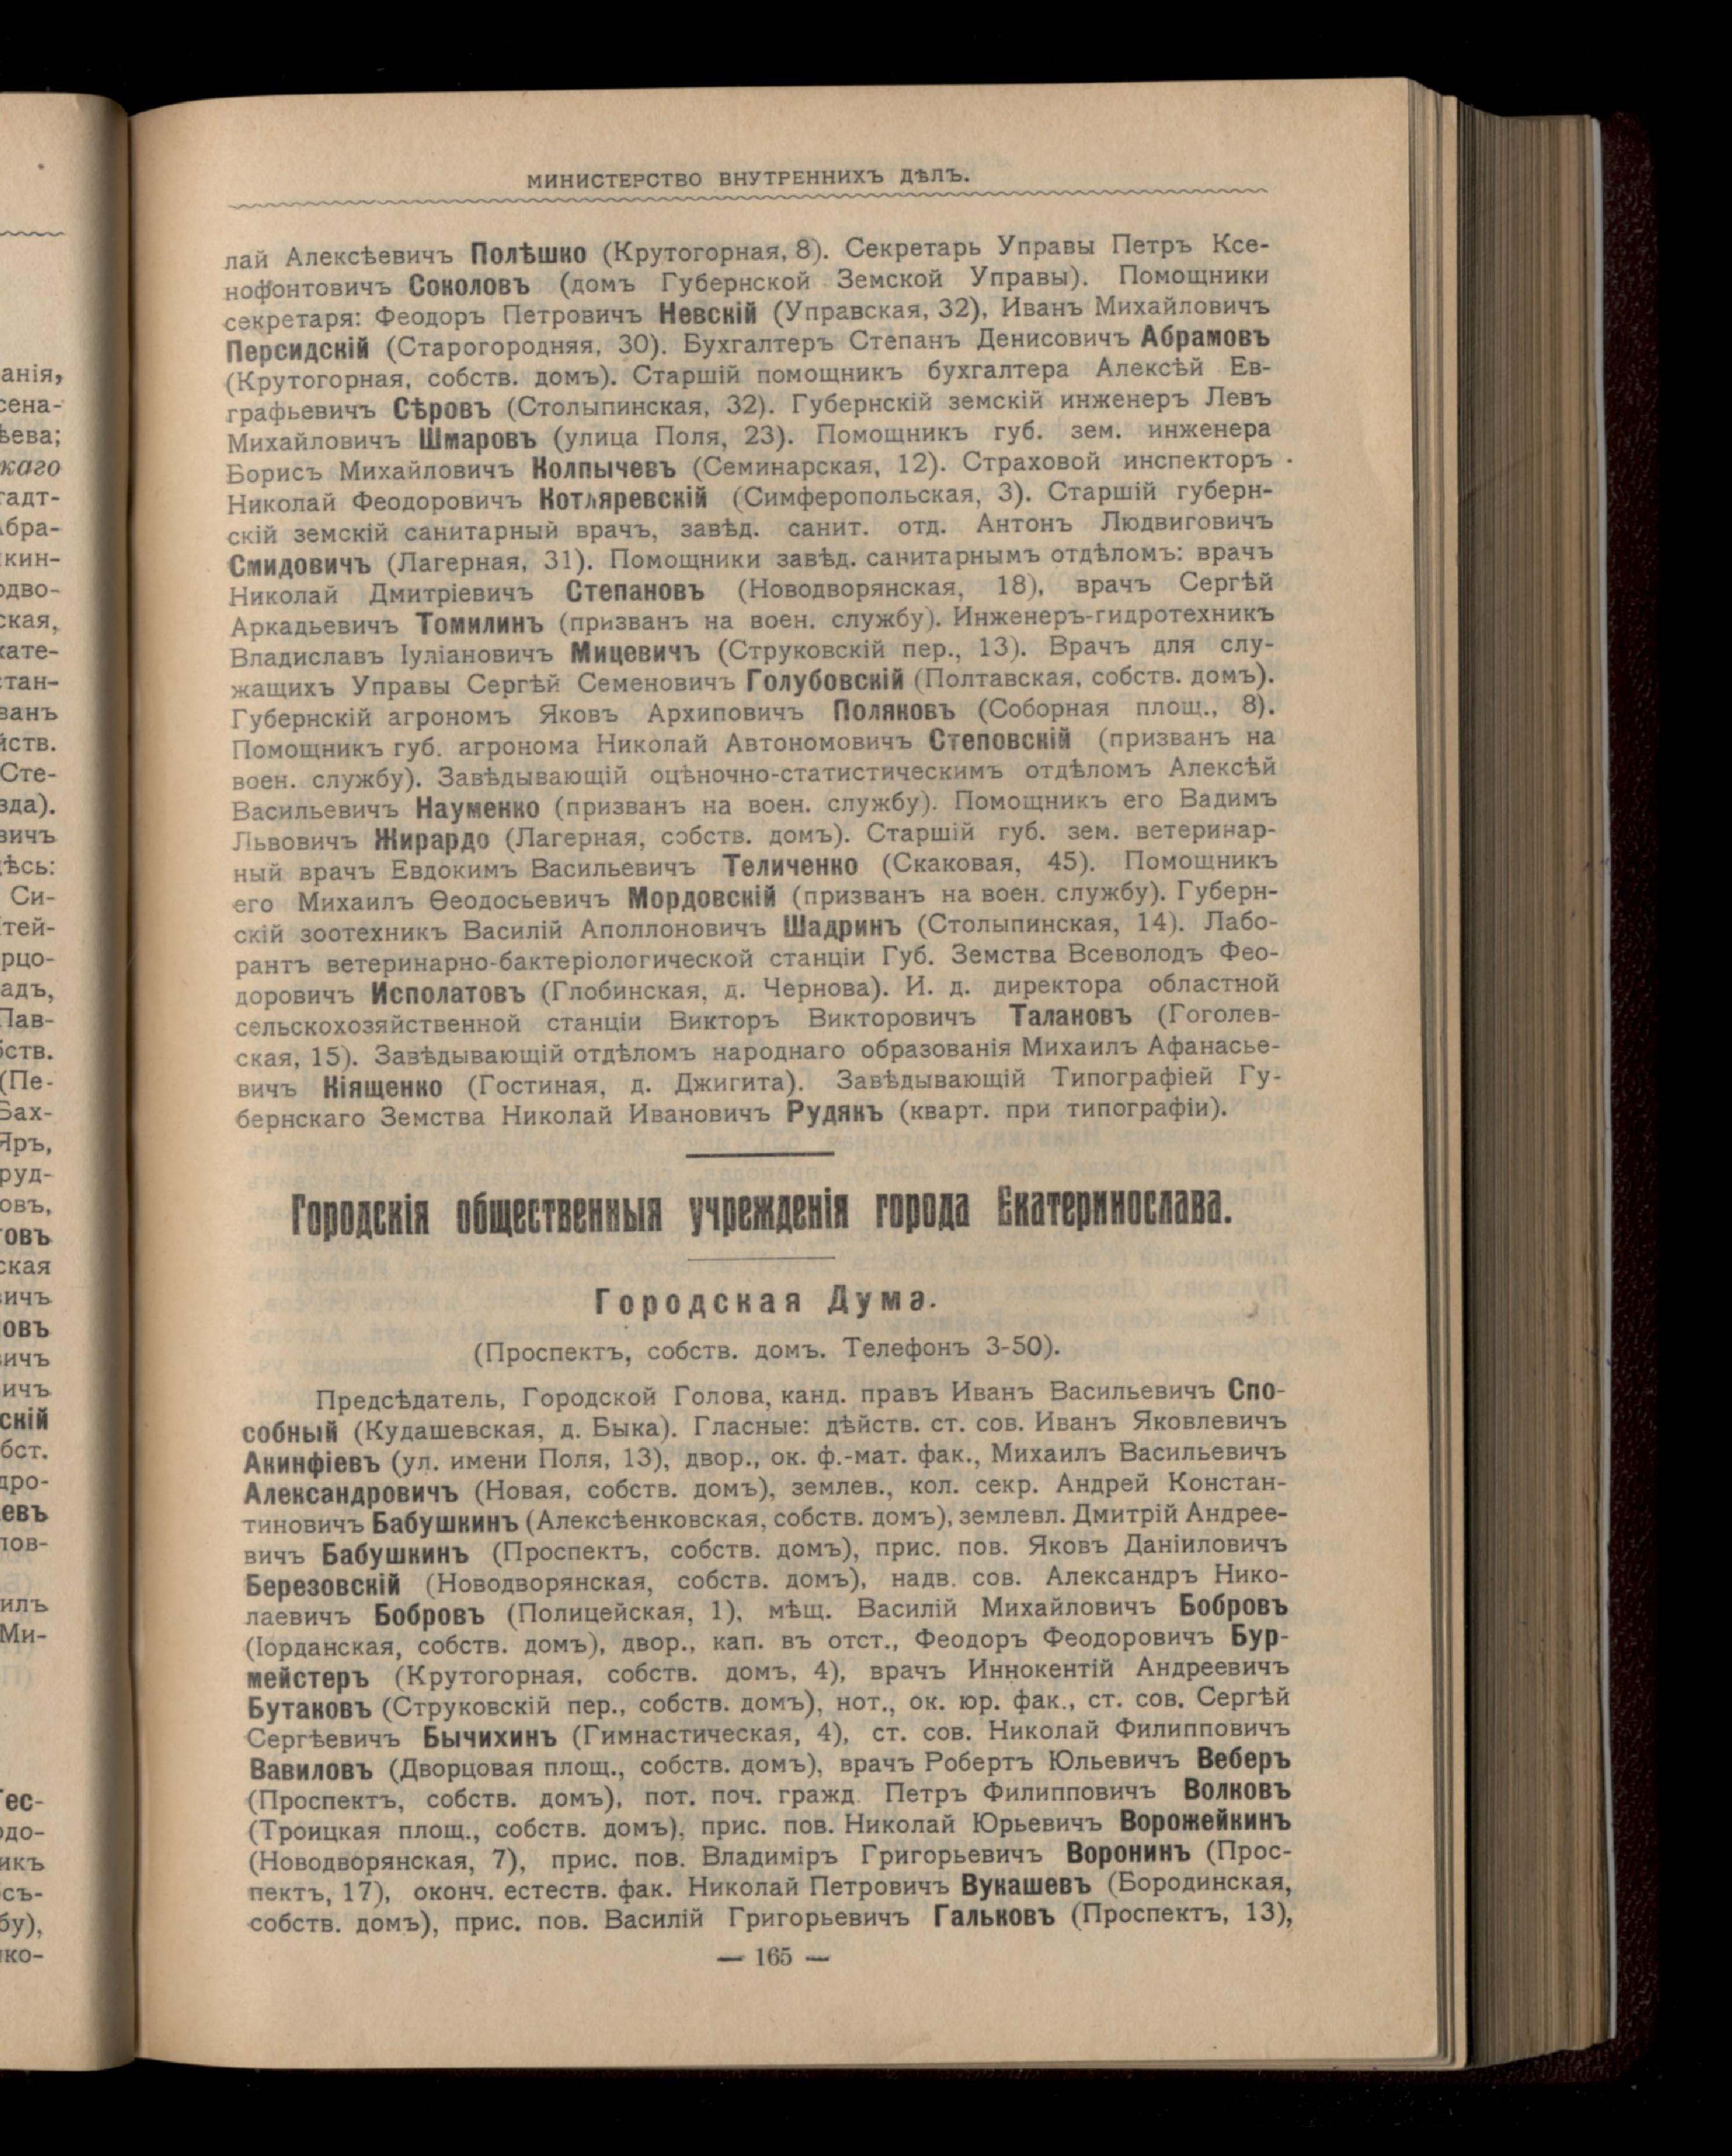 МИНИСТЕРСТВО ВНУТРЕННИХЪ ДѢЛЪ.
лай Алексѣевичъ Полѣшко (Крутогорная, 8). Секретарь Управы Петръ Ксе-
нофонтовичъ Соколовъ (домъ Губернской Земской Управы). Помощники
секретаря: Феодоръ Петровичъ Невскій (Управская, 32), Иванъ Михайловичъ
Персидскій (Старогородняя, 30). Бухгалтеръ Степанъ Денисовичъ Абрамовъ
(Крутогорная, собств. домъ). Старшій помощникъ бухгалтера Алексѣй Ев-
графьевичъ Сѣровъ (Столыпинская, 32). Губернскій земскій инженеръ Левъ
Михайловичъ Шмаровъ (улица Поля, 23). Помощникъ губ. зем. инженера
Борисъ Михайловичъ Колпычевъ (Семинарская, 12). Страховой инспекторъ
Николай Феодоровичъ Котляревскій (Симферопольская, 3). Старшій губерн-
скій земскій санитарный врачъ, завѣд. санит. отд. Антонъ Людвиговичъ
Смидовичъ (Лагерная, 31). Помощники завѣд. санитарнымъ отдѣломъ: врачъ
Николай Дмитріевичъ Степановъ (Новодворянская, 18), врачъ Сергѣй
Аркадьевичъ Томилинъ (призванъ на воен. службу). Инженеръ-гидротехникъ
Владиславъ Іуліановичъ Мицевичъ (Струковскій пер., 13). Врачъ для слу-
жащихъ Управы Сергѣй Семеновичъ Голубовскій (Полтавская, собств. домъ).
Губернскій агрономъ Яковъ Архиповичъ Поляковъ (Соборная площ., 8).
Помощникъ губ. агронома Николай Автономовичъ Степовскій (призванъ на
воен. службу). Завѣдывающій оцѣночно-статистическимъ отдѣломъ Алексѣй
Васильевичъ Науменко (призванъ на воен. службу). Помощникъ его Вадимъ
Львовичъ Жирардо (Лагерная, собств. домъ). Старшій губ. зем. ветеринар-
ный врачъ Евдокимъ Васильевичъ Теличенко (Скаковая, 45). Помощникъ
его Михаилъ Ѳеодосьевичъ Мордовскій (призванъ на воен. службу). Губерн-
скій зоотехникъ Василій Аполлоновичъ Шадринъ (Столыпинская, 14). Лабо-
рантъ ветеринарно-бактеріологической станціи Губ. Земства Всеволодъ Фео-
доровичъ Исполатовъ (Глобинская, д. Чернова). И. д. директора областной
сельскохозяйственной станціи Викторъ Викторовичъ Талановъ (Гоголев-
ская, 15). Завѣдывающій отдѣломъ народнаго образованія Михаилъ Афанасье-
вичъ Кіященко (Гостиная, д. Джигита). Завѣдывающій Типографіей Гу-
бернскаго Земства Николай Ивановичъ Рудякъ (кварт. при типографіи).
Городскія общественныя учрежденія города Екатеринослава.
Городская Дума.
(Проспектъ, собств. домъ. Телефонъ 3-50).
Предсѣдатель, Городской Голова, канд. правъ Иванъ Васильевичъ Спо-
собный (Кудашевская, д. Быка). Гласные: дѣйств. ст. сов. Иванъ Яковлевичъ
Акинфіевъ (ул. имени Поля, 13), двор., ок. ф.-мат. фак., Михаилъ Васильевичъ
Александровичъ (Новая, собств. домъ), землев., кол. секр. Андрей Констан-
тиновичъ Бабушкинъ (Алексѣенковская, собств. домъ), землевл. Дмитрій Андрее-
вичъ Бабушкинъ (Проспектъ, собств. домъ), прис. пов. Яковъ Даніиловичъ
Березовскій (Новодворянская, собств. домъ), надв. сов. Александръ Нико-
лаевичъ Бобровъ (Полицейская, 1), мѣщ. Василій Михайловичъ Бобровъ
(Іорданская, собств. домъ), двор., кап. въ отст., Феодоръ Феодоровичъ Бур-
мейстеръ (Крутогорная, собств. домъ, 4), врачъ Иннокентій Андреевичъ
Бутаковъ (Струковскій пер., собств. домъ), нот., ок. юр. фак., ст. сов. Сергѣй
Сергѣевичъ Бычихинъ (Гимнастическая, 4), ст. сов. Николай Филипповичъ
Вавиловъ (Дворцовая площ., собств. домъ), врачъ Робертъ Юльевичъ Веберъ
(Проспектъ, собств. домъ), пот. поч. гражд. Петръ Филипповичъ Волковъ
(Троицкая площ., собств. домъ), прис. пов. Николай Юрьевичъ Ворожейкинъ
(Новодворянская, 7), прис. пов. Владиміръ Григорьевичъ Воронинъ (Прос-
пектъ, 17), оконч. естеств. фак. Николай Петровичъ Вукашевъ (Бородинская,
собств. домъ), прис. пов. Василій Григорьевичъ Гальковъ (Проспектъ, 13),
— 165 —